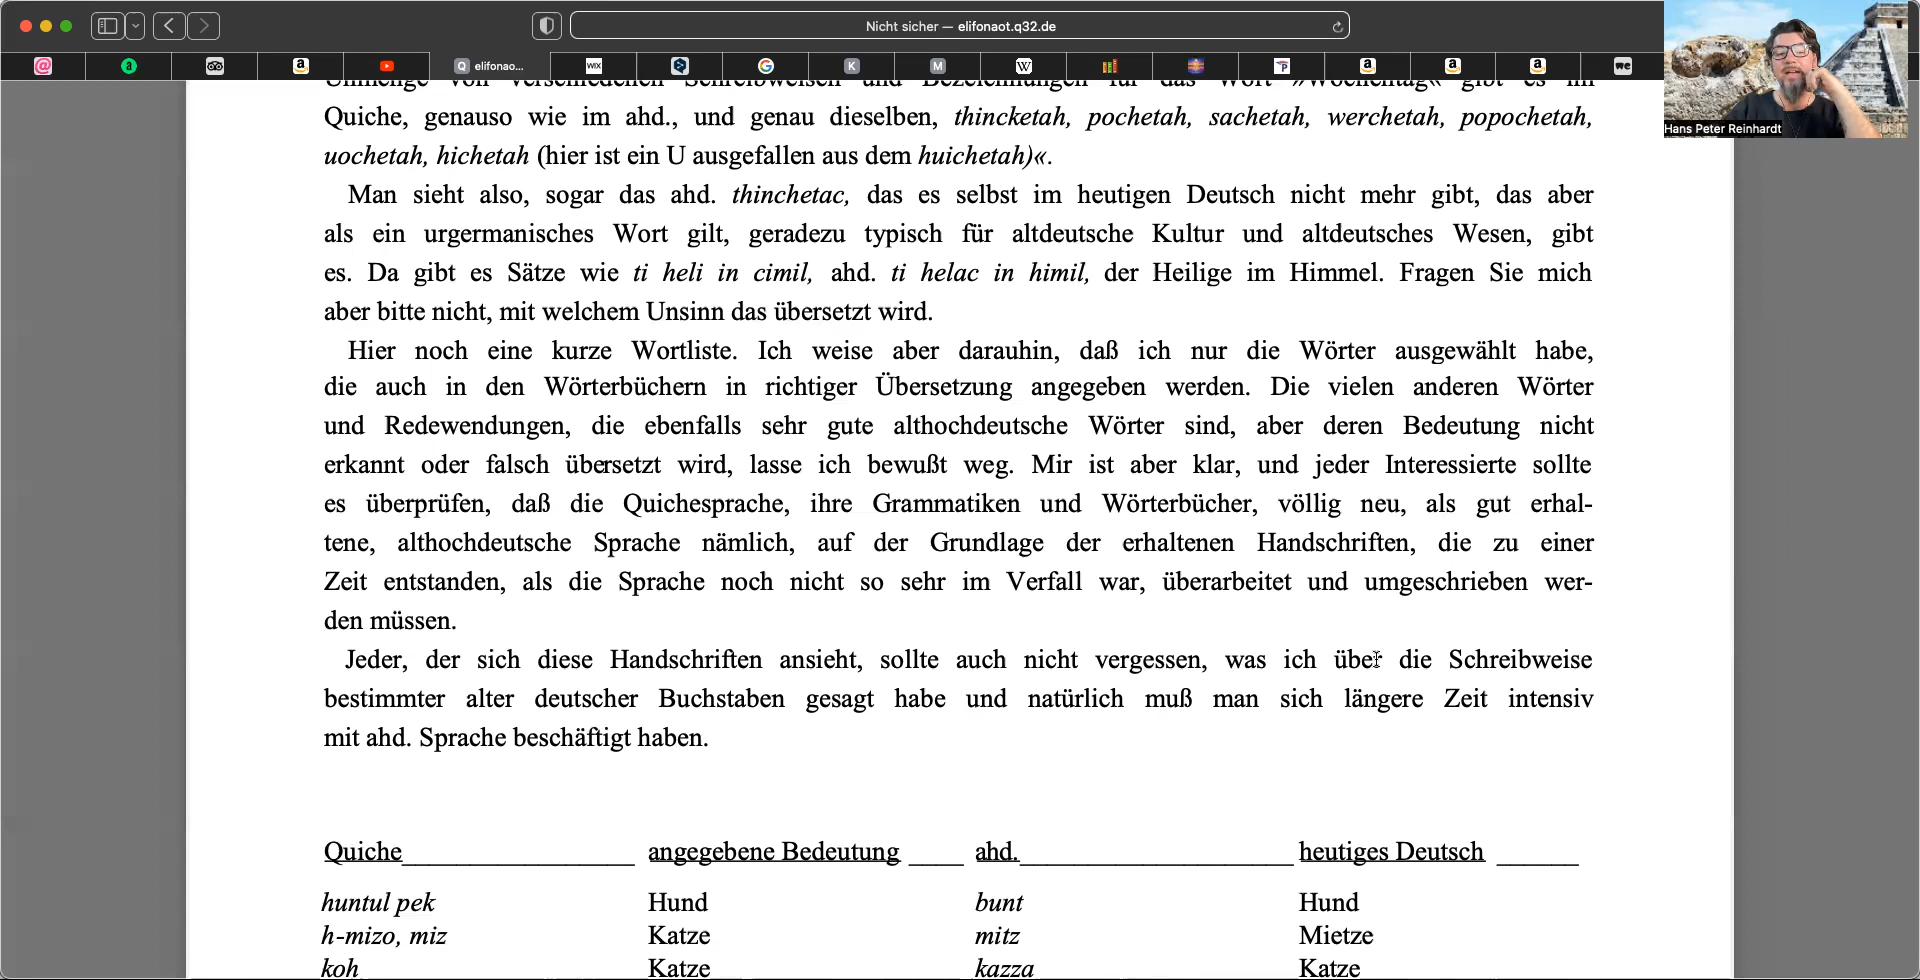 Nicht sicher — elifonaot.q32.de
elifonao...
Hans Peter Reinhardt
Unmenge von verschiedenen Schreibweisen und Bezeichnungen für das Wort »Wochentag« gibt es im
Quiche, genauso wie im ahd., und genau dieselben, thincketah, pochetah, sachetah, werchetah, popochetah,
uochetah, hichetah (hier ist ein U ausgefallen aus dem huichetah)«.
Man sieht also, sogar das ahd. thinchetac, das es selbst im heutigen Deutsch nicht mehr gibt, das aber
als ein urgermanisches Wort gilt, geradezu typisch für altdeutsche Kultur und altdeutsches Wesen, gibt
es. Da gibt es Sätze wie ti heli in cimil, ahd. ti helac in himil, der Heilige im Himmel. Fragen Sie mich
aber bitte nicht, mit welchem Unsinn das übersetzt wird.
Hier noch eine kurze Wortliste. Ich weise aber darauhin, daß ich nur die Wörter ausgewählt habe,
die auch in den Wörterbüchern in richtiger Übersetzung angegeben werden. Die vielen anderen Wörter
und Redewendungen, die ebenfalls sehr gute althochdeutsche Wörter sind, aber deren Bedeutung nicht
erkannt oder falsch übersetzt wird, lasse ich bewußt weg. Mir ist aber klar, und jeder Interessierte sollte
es überprüfen, daß die Quichesprache, ihre Grammatiken und Wörterbücher, völlig neu, als gut erhal-
tene, althochdeutsche Sprache nämlich, auf der Grundlage der erhaltenen Handschriften, die zu einer
Zeit entstanden, als die Sprache noch nicht so sehr im Verfall war, überarbeitet und umgeschrieben wer-
den müssen.
Jeder, der sich diese Handschriften ansieht, sollte auch nicht vergessen, was ich über die Schreibweise
bestimmter alter deutscher Buchstaben gesagt habe und natürlich muß man sich längere Zeit intensiv
mit ahd. Sprache beschäftigt haben.
Quiche angegebene Bedeutung ahd. heutiges Deutsch
huntul pek Hund bunt Hund
h-mizo, miz Katze mitz Mietze
koh Katze kazza Katze